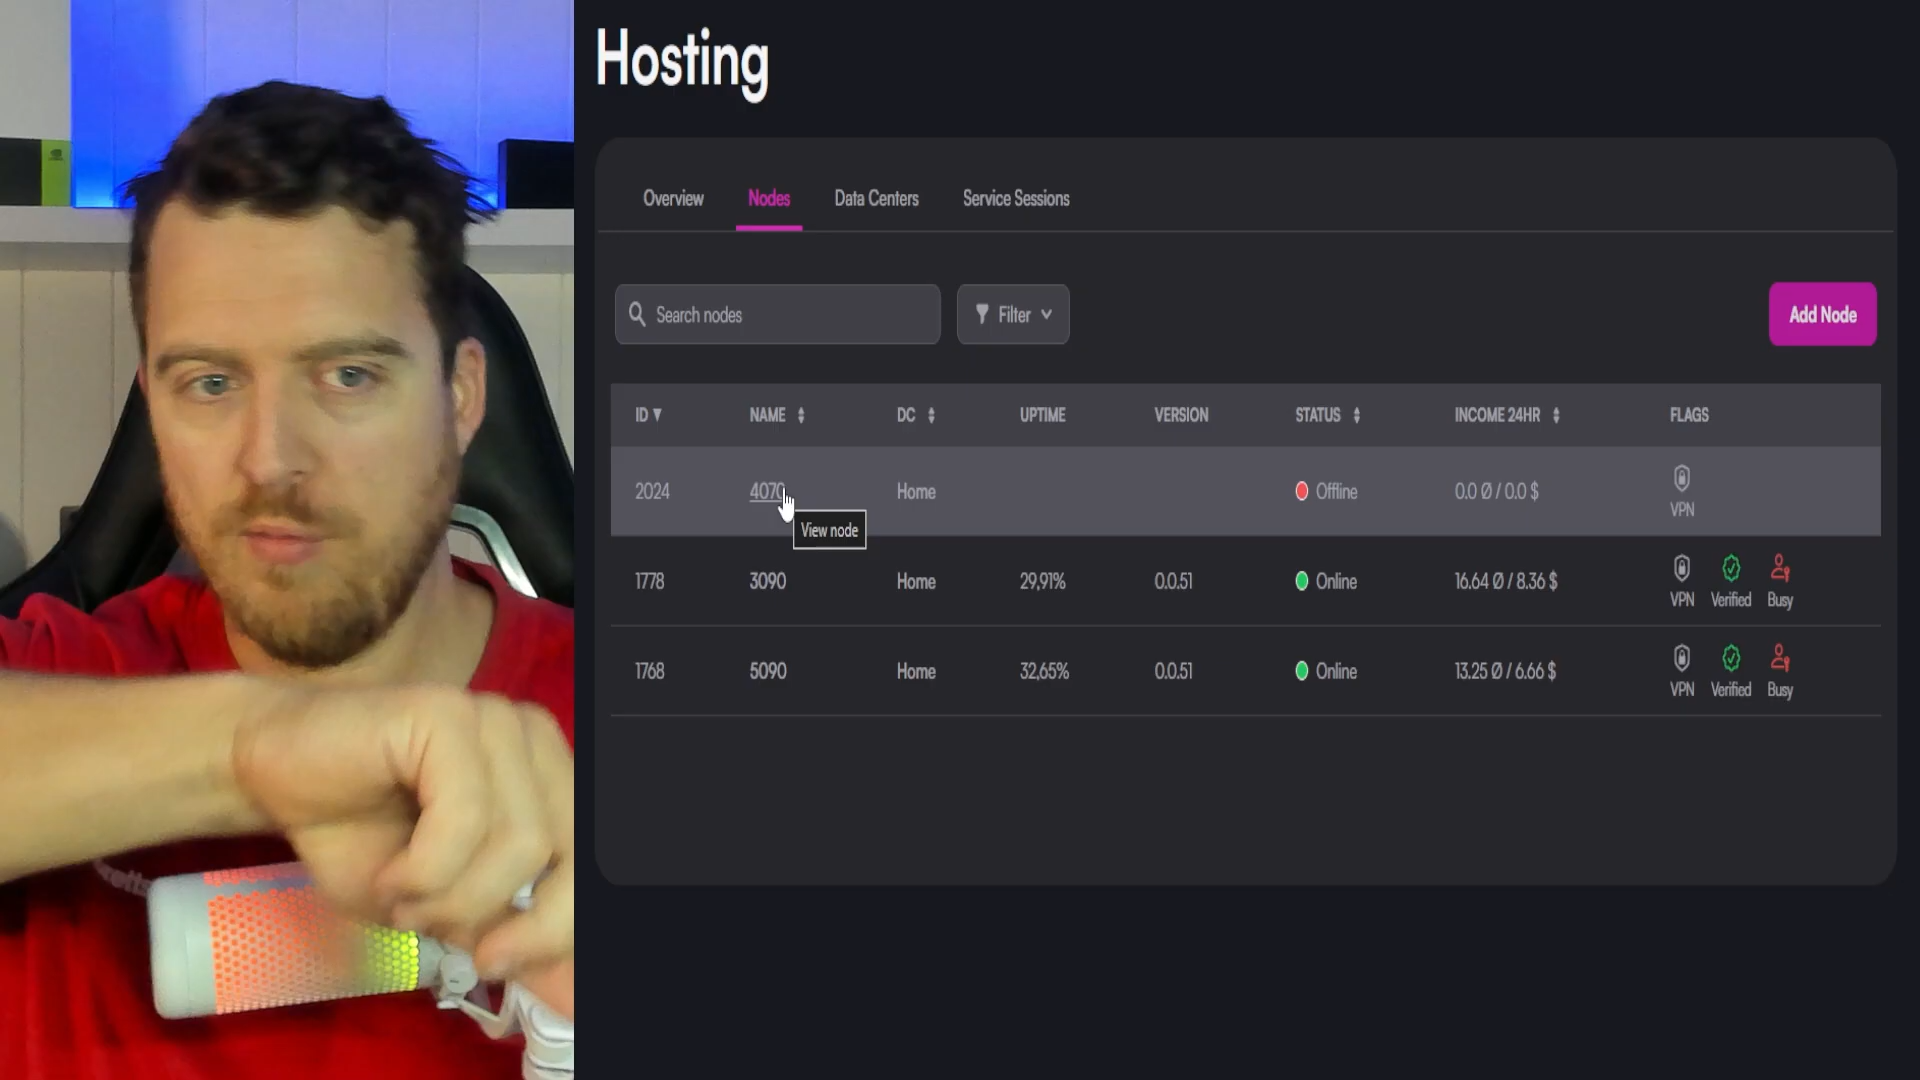 Hosting
Overview Nodes Data Centers Service Sessions
Search nodes Filter Add Node
ID NAME DC UPTIME VERSION STATUS INCOME 24HR FLAGS
2024 4070 Home Offline 0.0 Ø / 0.0 $ VPN
View node
1778 3090 Home 29,91% 0.0.51 Online 16.64 Ø / 8.36 $ VPN Verified Busy
1768 5090 Home 32,65% 0.0.51 Online 13.25 Ø / 6.66 $ VPN Verified Busy